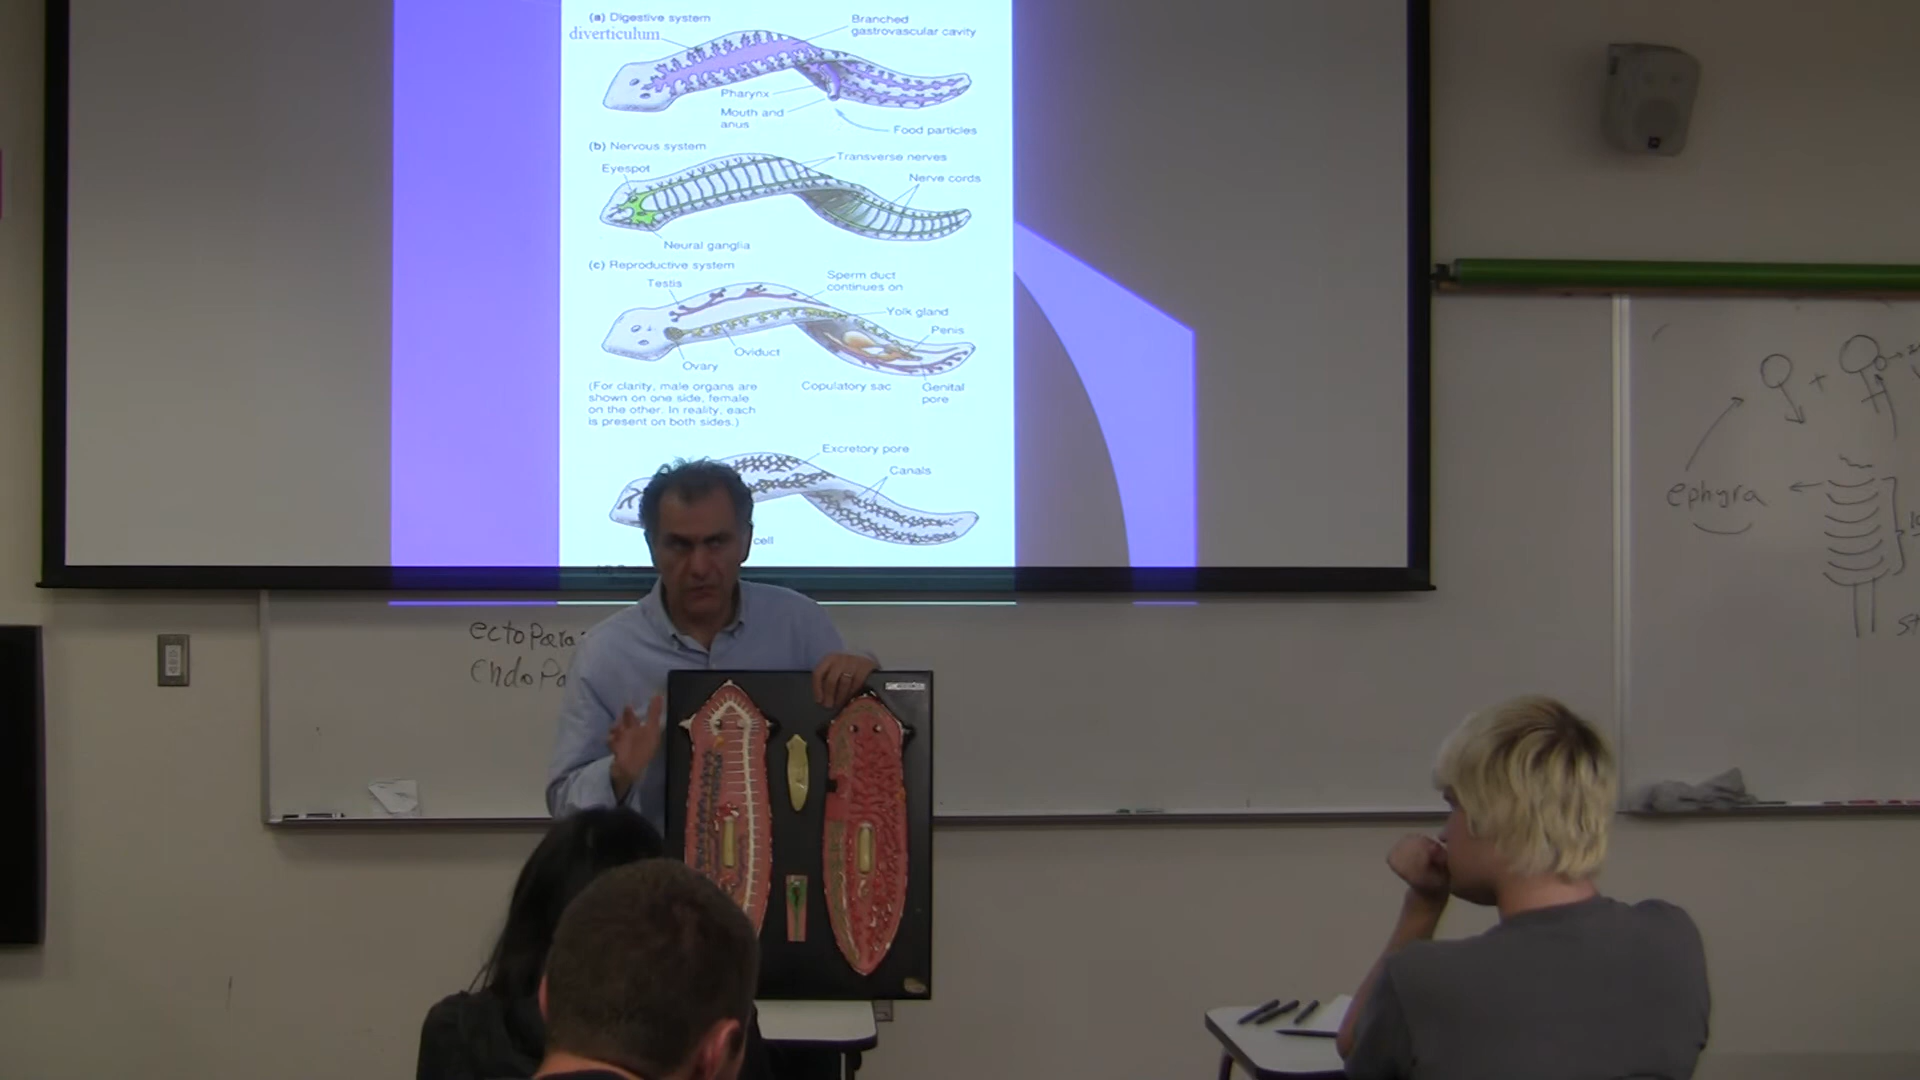 (a) Digestive system
diverticulum
Branched
gastrovascular cavity
Pharynx
Mouth and
anus
Food particles
(b) Nervous system
Eyespot
Transverse nerves
Nerve cords
Neural ganglia
(c) Reproductive system
Testis
Sperm duct
continues on
Yolk gland
Penis
Oviduct
Ovary
Copulatory sac
Genital
pore
(For clarity, male organs are
shown on one side, female
on the other. In reality, each
is present on both sides.)
Excretory pore
Canals
cell
ectoPara
EndoPa
ephyra